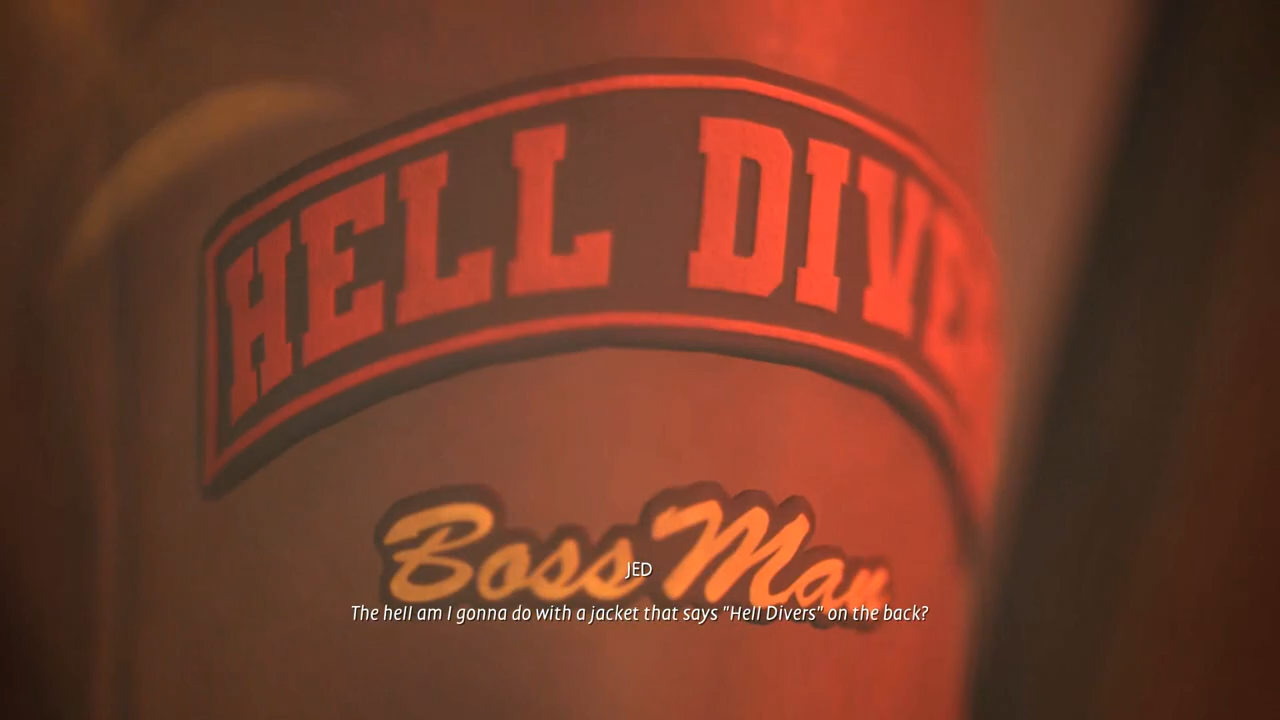 HELL DIVE
Boss Man
JED
The hell am I gonna do with a jacket that says "Hell Divers" on the back?